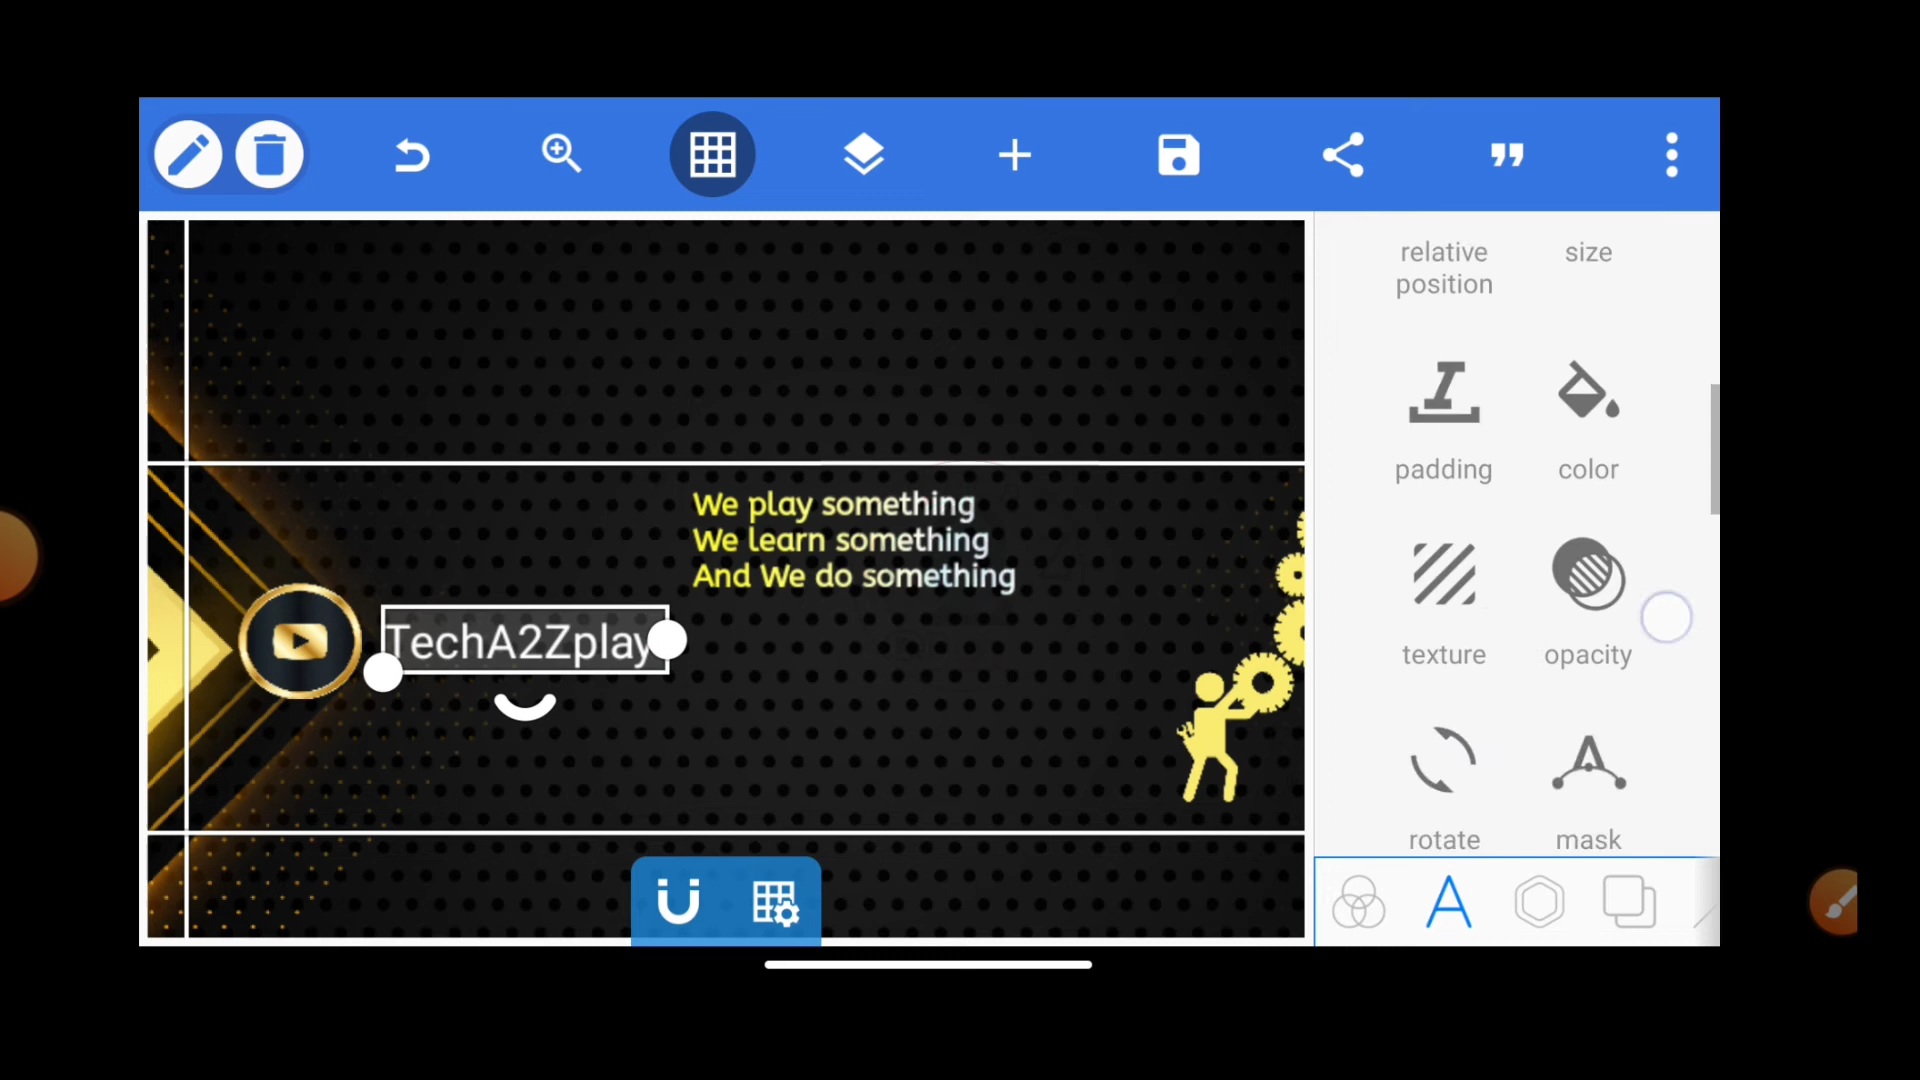 relative size
position
padding color
We play something
We learn something
And We do something
TechA2Zplay
texture opacity
rotate mask